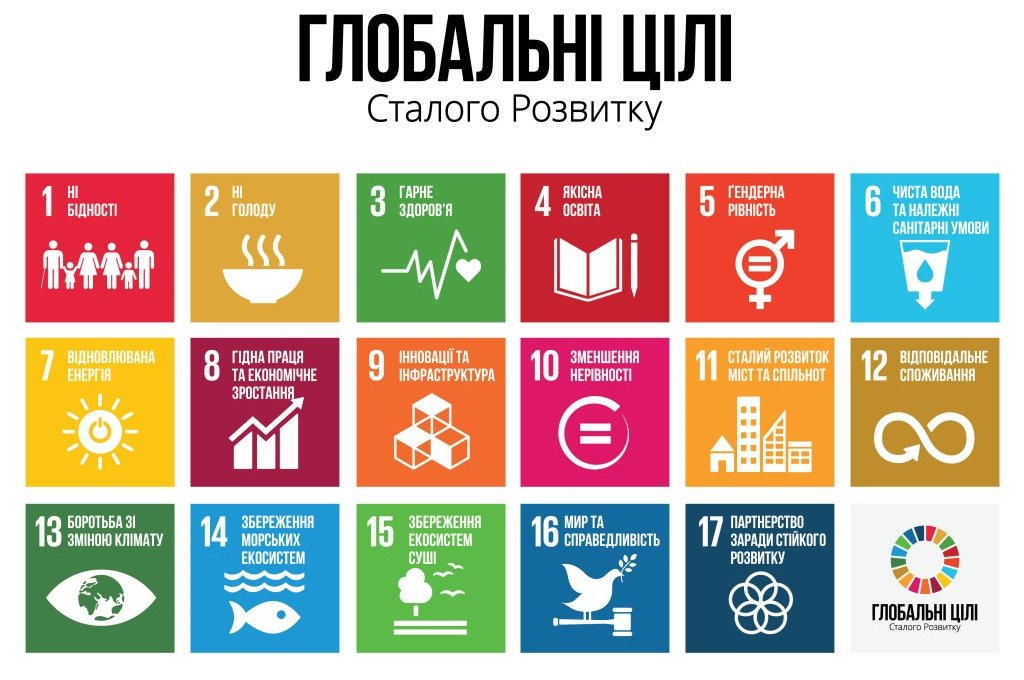 ГЛОБАЛЬНІ ЦІЛІ
Сталого Розвитку
1 НІ
БІДНОСТІ
2 НІ
ГОЛОДУ
3 ГАРНЕ
ЗДОРОВ'Я
4 ЯКІСНА
ОСВІТА
5 ҐЕНДЕРНА
РІВНІСТЬ
6 ЧИСТА ВОДА
ТА НАЛЕЖНІ
САНІТАРНІ УМОВИ
7 ВІДНОВЛЮВАНА
ЕНЕРГІЯ
8 ГІДНА ПРАЦЯ
ТА ЕКОНОМІЧНЕ
ЗРОСТАННЯ
9 ІННОВАЦІЇ ТА
ІНФРАСТРУКТУРА
10 ЗМЕНШЕННЯ
НЕРІВНОСТІ
11 СТАЛИЙ РОЗВИТОК
МІСТ ТА СПІЛЬНОТ
12 ВІДПОВІДАЛЬНЕ
СПОЖИВАННЯ
13 БОРОТЬБА ЗІ
ЗМІНОЮ КЛІМАТУ
14 ЗБЕРЕЖЕННЯ
МОРСЬКИХ
ЕКОСИСТЕМ
15 ЗБЕРЕЖЕННЯ
ЕКОСИСТЕМ
СУШІ
16 МИР ТА
СПРАВЕДЛИВІСТЬ
17 ПАРТНЕРСТВО
ЗАРАДИ СТІЙКОГО
РОЗВИТКУ
ГЛОБАЛЬНІ ЦІЛІ
Сталого Розвитку